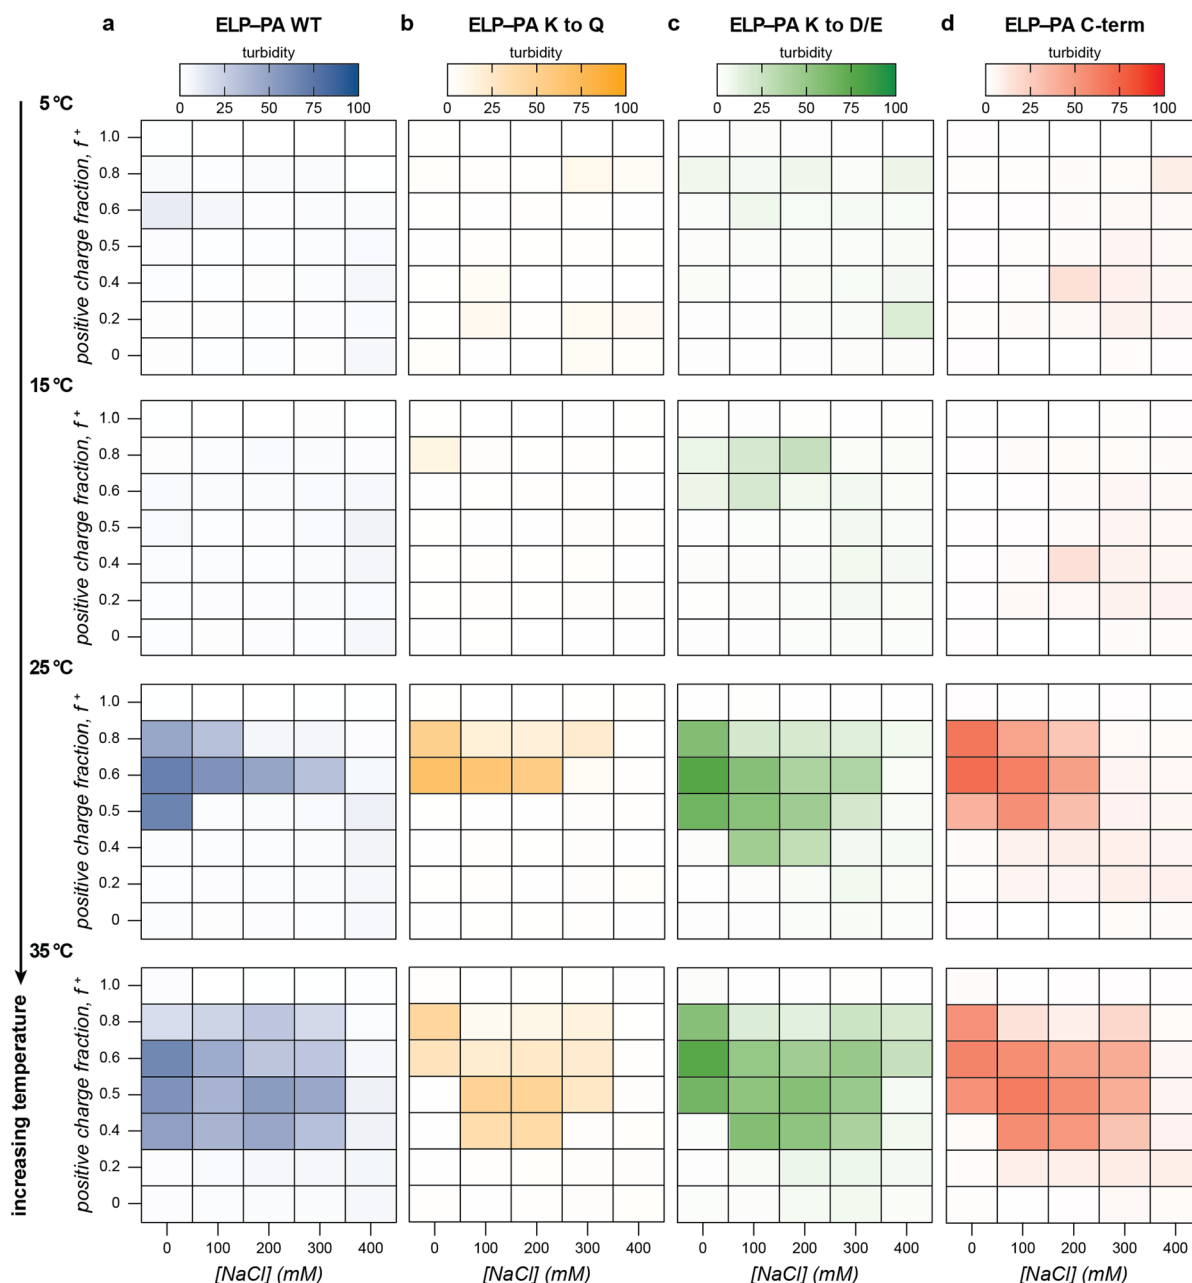 a ELP–PA WT b ELP–PA K to Q c ELP–PA K to D/E d ELP–PA C-term
turbidity turbidity turbidity turbidity
0 25 50 75 100 0 25 50 75 100 0 25 50 75 100 0 25 50 75 100
5 °C
positive charge fraction, f +
1.0
0.8
0.6
0.5
0.4
0.2
0
15 °C
positive charge fraction, f +
1.0
0.8
0.6
0.5
0.4
0.2
0
25 °C
positive charge fraction, f +
1.0
0.8
0.6
0.5
0.4
0.2
0
35 °C
positive charge fraction, f +
1.0
0.8
0.6
0.5
0.4
0.2
0
increasing temperature
0 100 200 300 400 0 100 200 300 400 0 100 200 300 400 0 100 200 300 400
[NaCl] (mM) [NaCl] (mM) [NaCl] (mM) [NaCl] (mM)